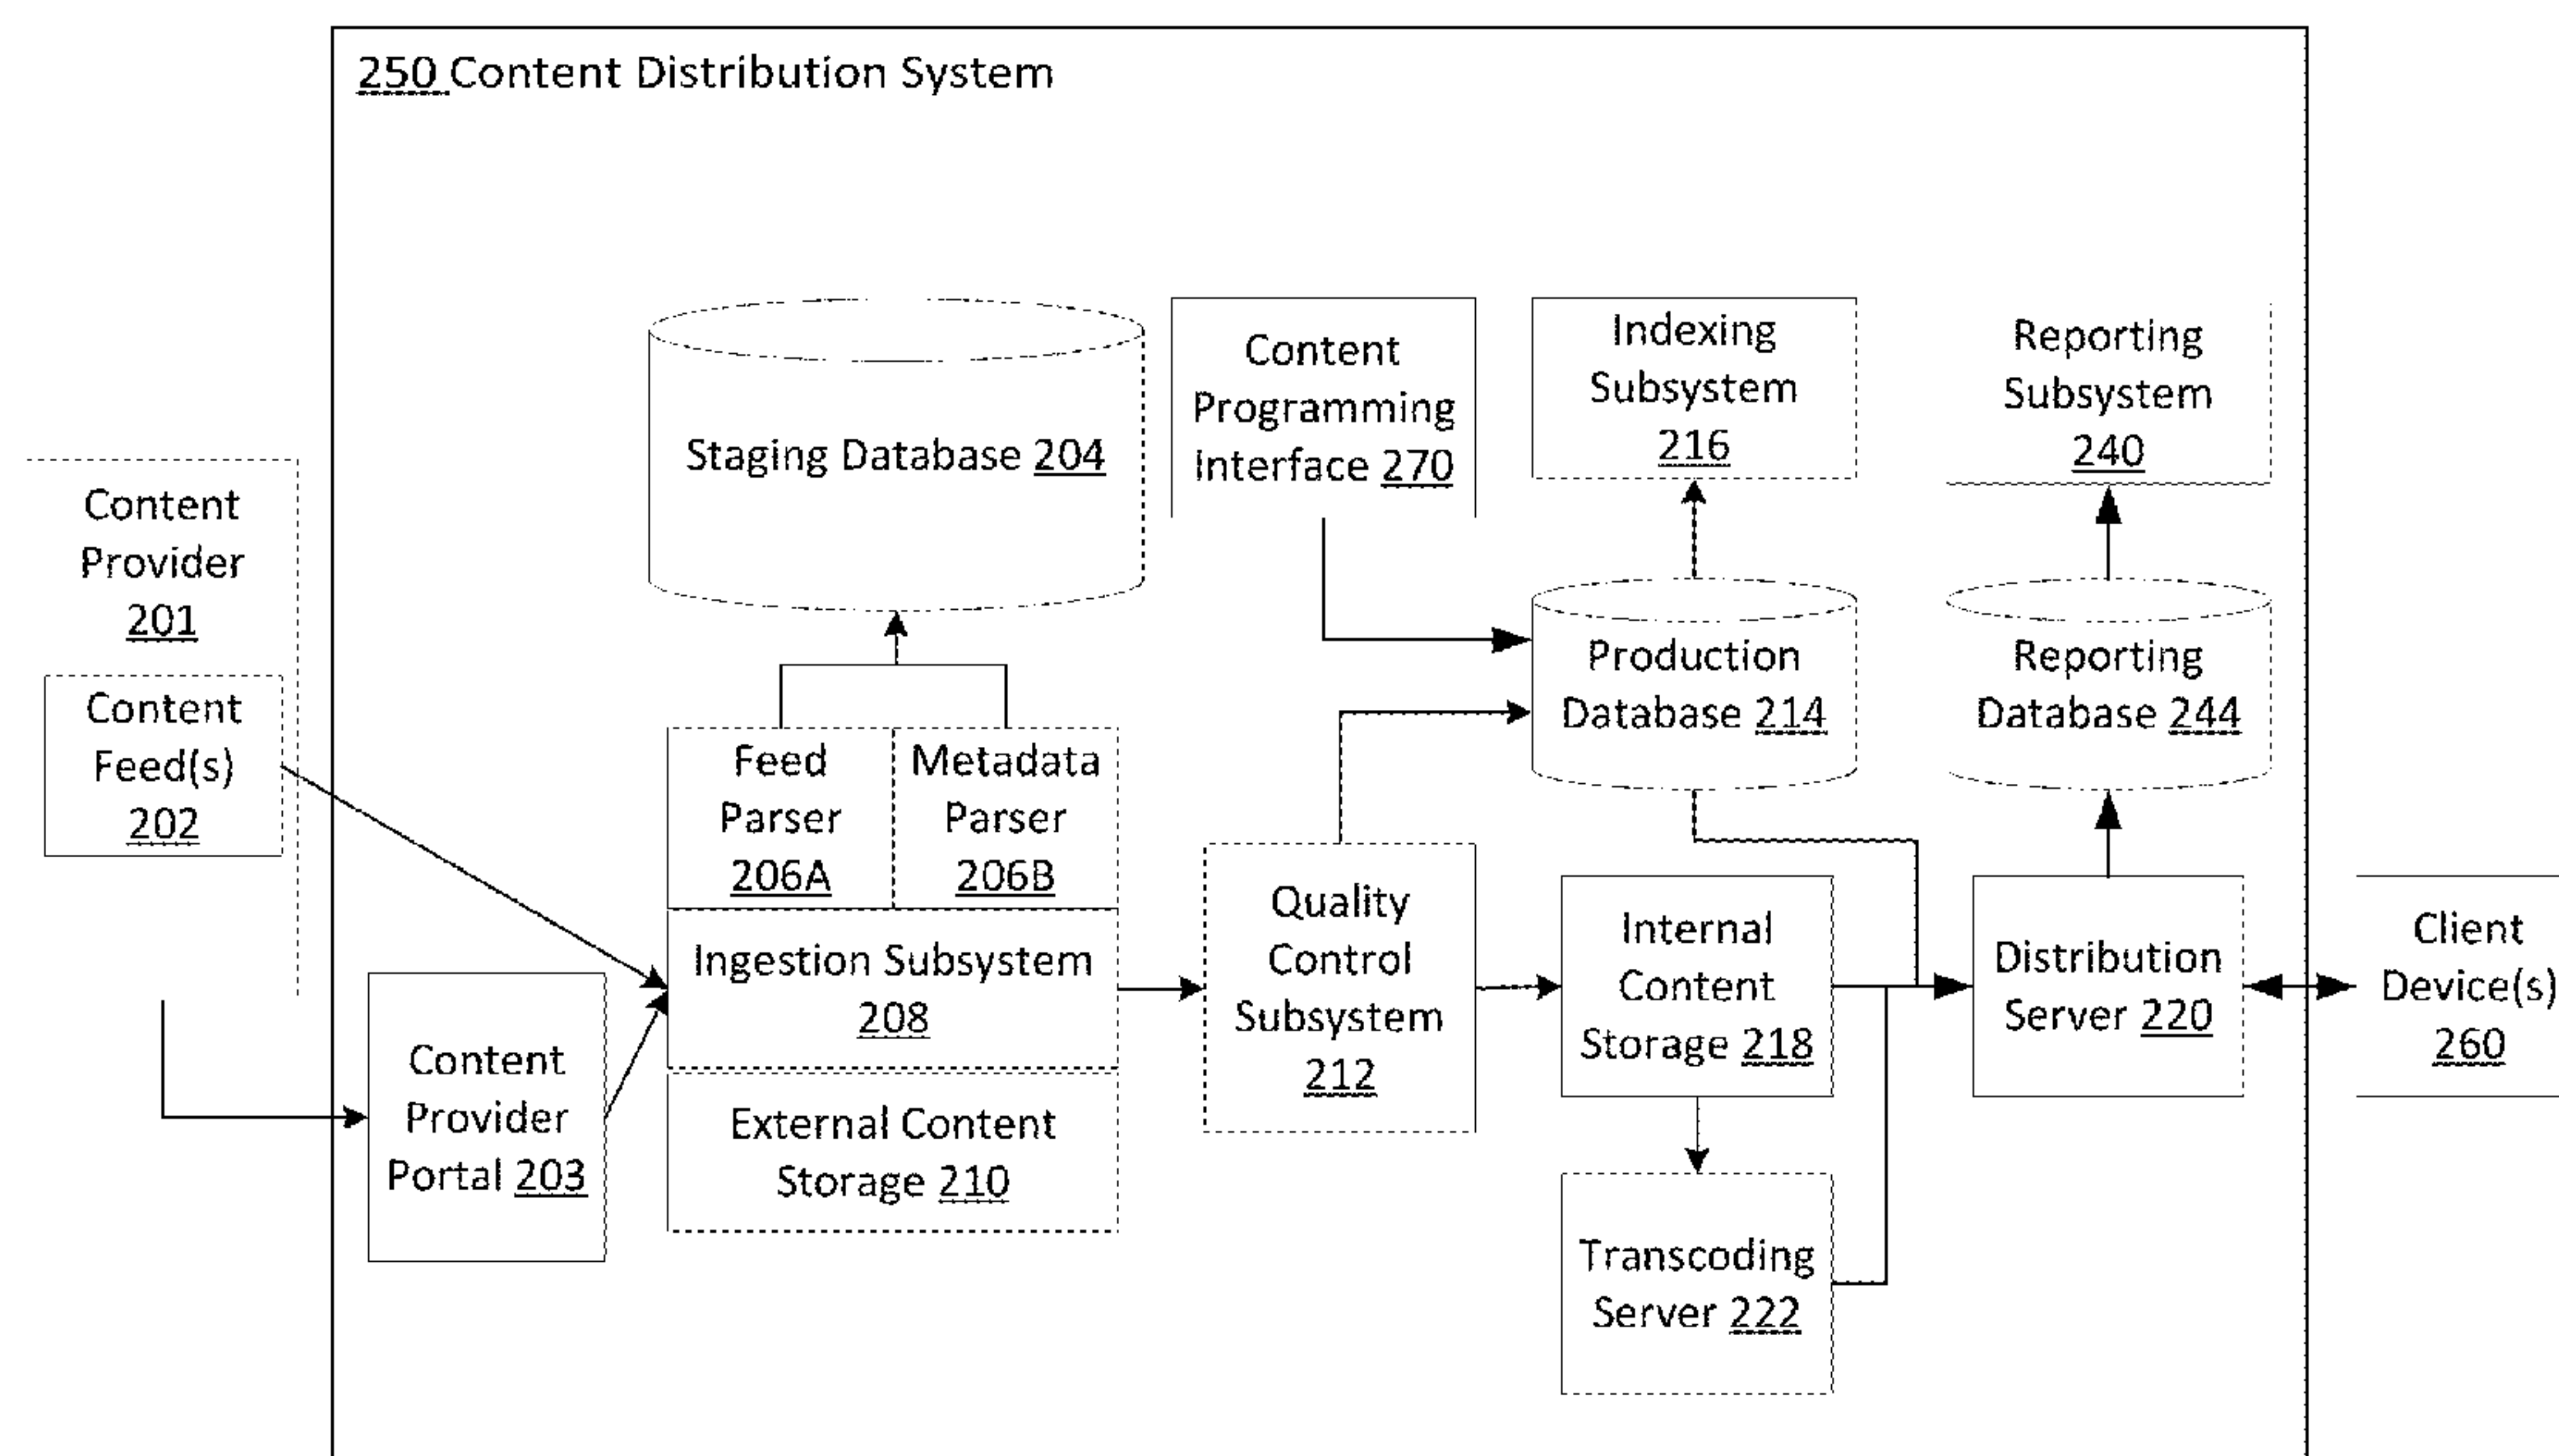 250 Content Distribution System
Content
Provider
201
Content
Feed(s)
202
Content
Provider
Portal 203
Staging Database 204
Feed
Parser
206A
Metadata
Parser
206B
Ingestion Subsystem
208
External Content
Storage 210
Content
Programming
Interface 270
Quality
Control
Subsystem
212
Indexing
Subsystem
216
Production
Database 214
Internal
Content
Storage 218
Transcoding
Server 222
Reporting
Subsystem
240
Reporting
Database 244
Distribution
Server 220
Client
Device(s)
260